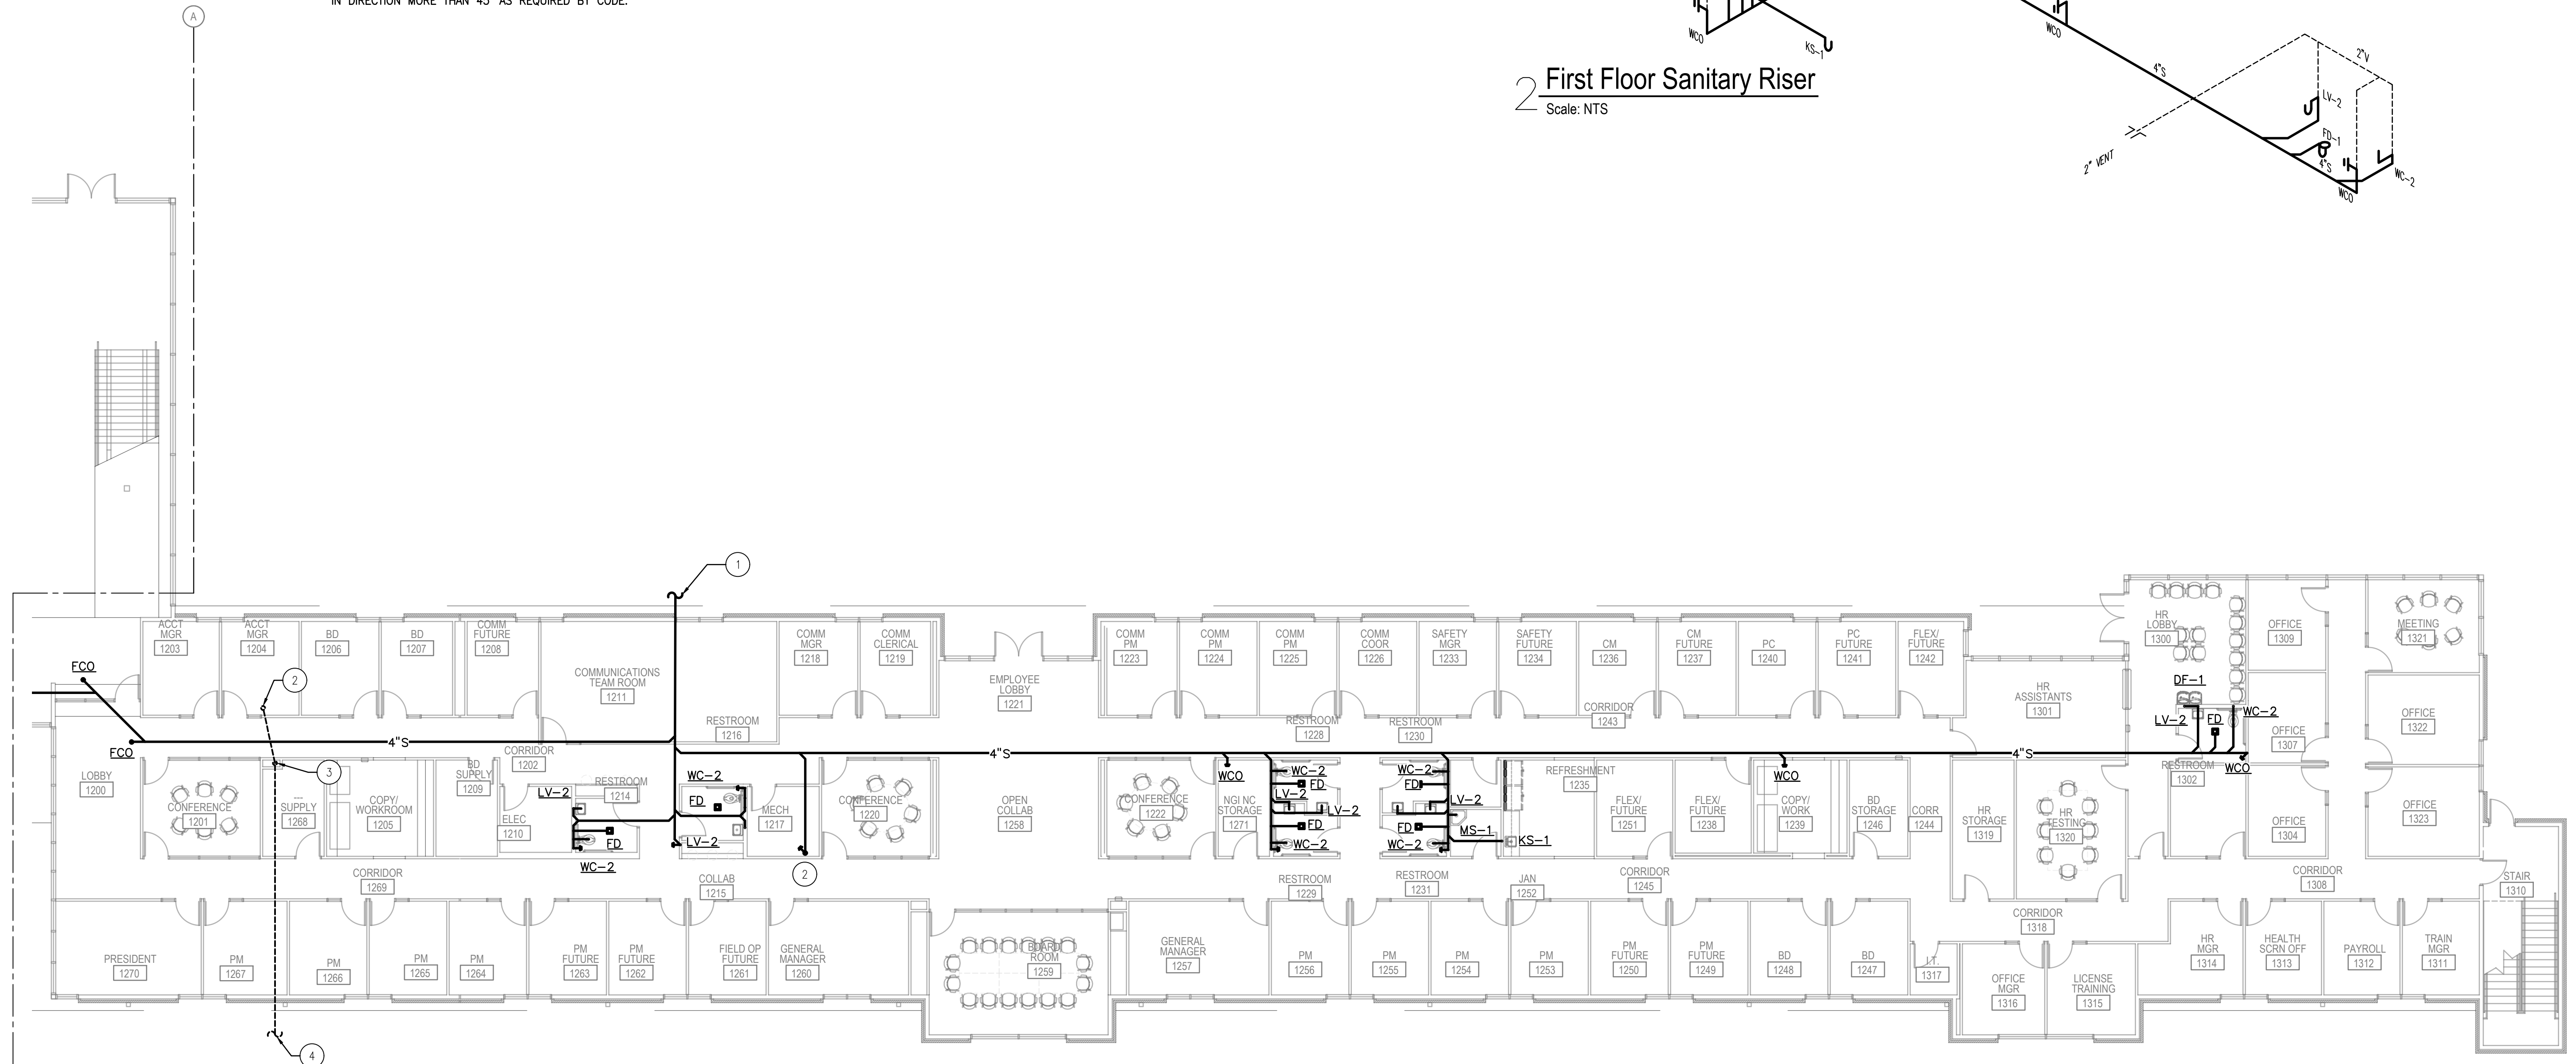 IN DIRECTION MORE THAN 45° AS REQUIRED BY CODE.
A
WCO
KS-1
WCO
2 First Floor Sanitary Riser
Scale: NTS
4"S
2"V
LV-2
FD-1
4"S
WCO
WC-2
2" VENT
1
ACCT
MGR
1203
ACCT
MGR
1204
BD
1206
BD
1207
COMM
FUTURE
1208
COMMUNICATIONS
TEAM ROOM
1211
RESTROOM
1216
COMM
MGR
1218
COMM
CLERICAL
1219
EMPLOYEE
LOBBY
1221
COMM
PM
1223
COMM
PM
1224
COMM
PM
1225
COMM
COOR
1226
SAFETY
MGR
1233
SAFETY
FUTURE
1234
CM
1236
CM
FUTURE
1237
PC
1240
PC
FUTURE
1241
FLEX/
FUTURE
1242
HR
LOBBY
1300
OFFICE
1309
MEETING
1321
HR
ASSISTANTS
1301
DF-1
LV-2
FD
WC-2
OFFICE
1307
OFFICE
1322
FCO
2
RESTROOM
1228
RESTROOM
1230
CORRIDOR
1243
FCO
4"S
4"S
4"S
CORRIDOR
1202
RESTROOM
1302
WCO
LOBBY
1200
CONFERENCE
1201
3
---
SUPPLY
1268
COPY/
WORKROOM
1205
BD
SUPPLY
1209
ELEC
1210
LV-2
RESTROOM
1214
FD
WC-2
WC-2
FD
LV-2
MECH
1217
2
CONFERENCE
1220
OPEN
COLLAB
1258
CONFERENCE
1222
WCO
NGI NC
STORAGE
1271
WC-2
FD
LV-2
LV-2
FD
WC-2
WC-2
FD
LV-2
FD
MS-1
WC-2
KS-1
REFRESHMENT
1235
FLEX/
FUTURE
1251
FLEX/
FUTURE
1238
WCO
COPY/
WORK
1239
BD
STORAGE
1246
CORR.
1244
HR
STORAGE
1319
HR
TESTING
1320
OFFICE
1304
OFFICE
1323
CORRIDOR
1269
COLLAB
1215
RESTROOM
1229
RESTROOM
1231
JAN
1252
CORRIDOR
1245
CORRIDOR
1308
STAIR
1310
CORRIDOR
1318
PRESIDENT
1270
PM
1267
PM
1266
PM
1265
PM
1264
PM
FUTURE
1263
PM
FUTURE
1262
FIELD OP
FUTURE
1261
GENERAL
MANAGER
1260
BOARD
ROOM
1259
GENERAL
MANAGER
1257
PM
1256
PM
1255
PM
1254
PM
1253
PM
FUTURE
1250
PM
FUTURE
1249
BD
1248
BD
1247
I.T.
1317
OFFICE
MGR
1316
LICENSE
TRAINING
1315
HR
MGR
1314
HEALTH
SCRN OFF
1313
PAYROLL
1312
TRAIN
MGR
1311
4